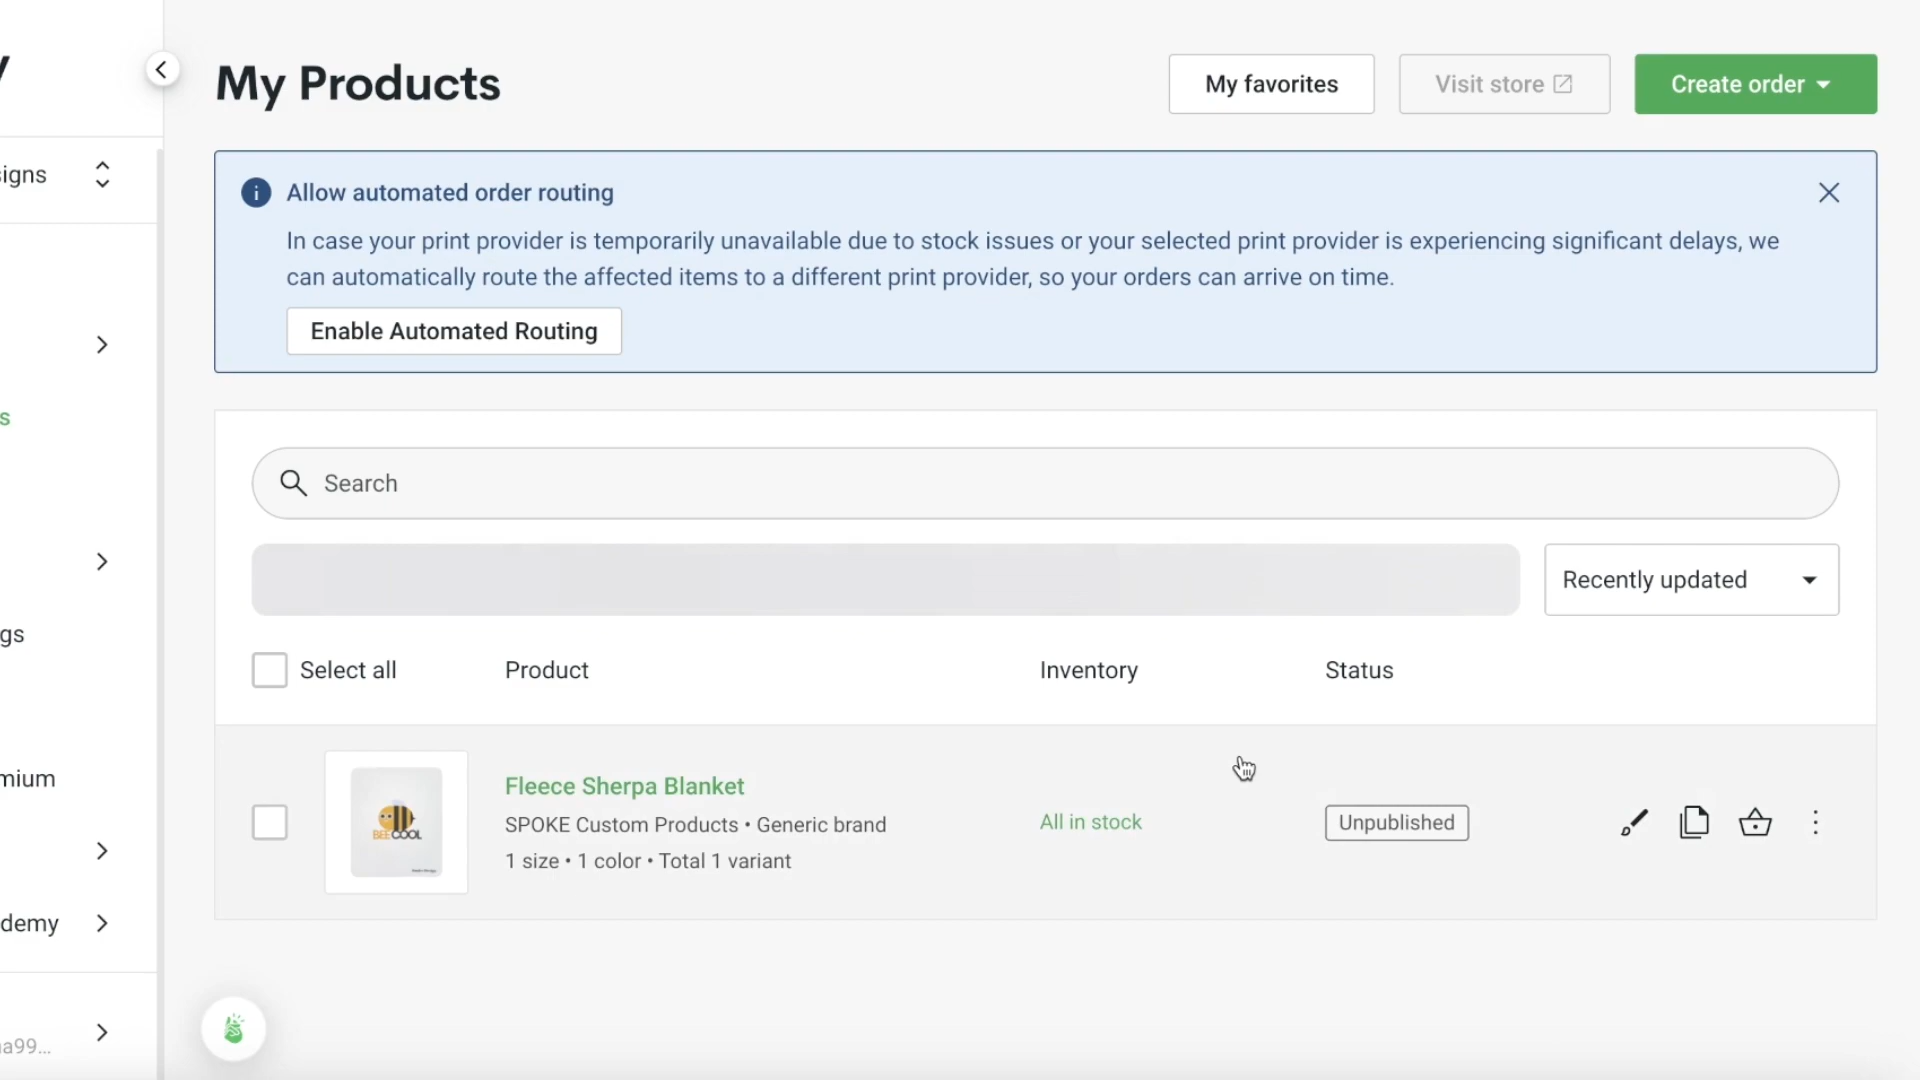 My Products
My favorites
Visit store
Create order
igns
Allow automated order routing
In case your print provider is temporarily unavailable due to stock issues or your selected print provider is experiencing significant delays, we
can automatically route the affected items to a different print provider, so your orders can arrive on time.
Enable Automated Routing
s
Search
Recently updated
gs
Select all
Product
Inventory
Status
mium
BEE COOL
Fleece Sherpa Blanket
SPOKE Custom Products • Generic brand
1 size • 1 color • Total 1 variant
All in stock
Unpublished
demy
a99...